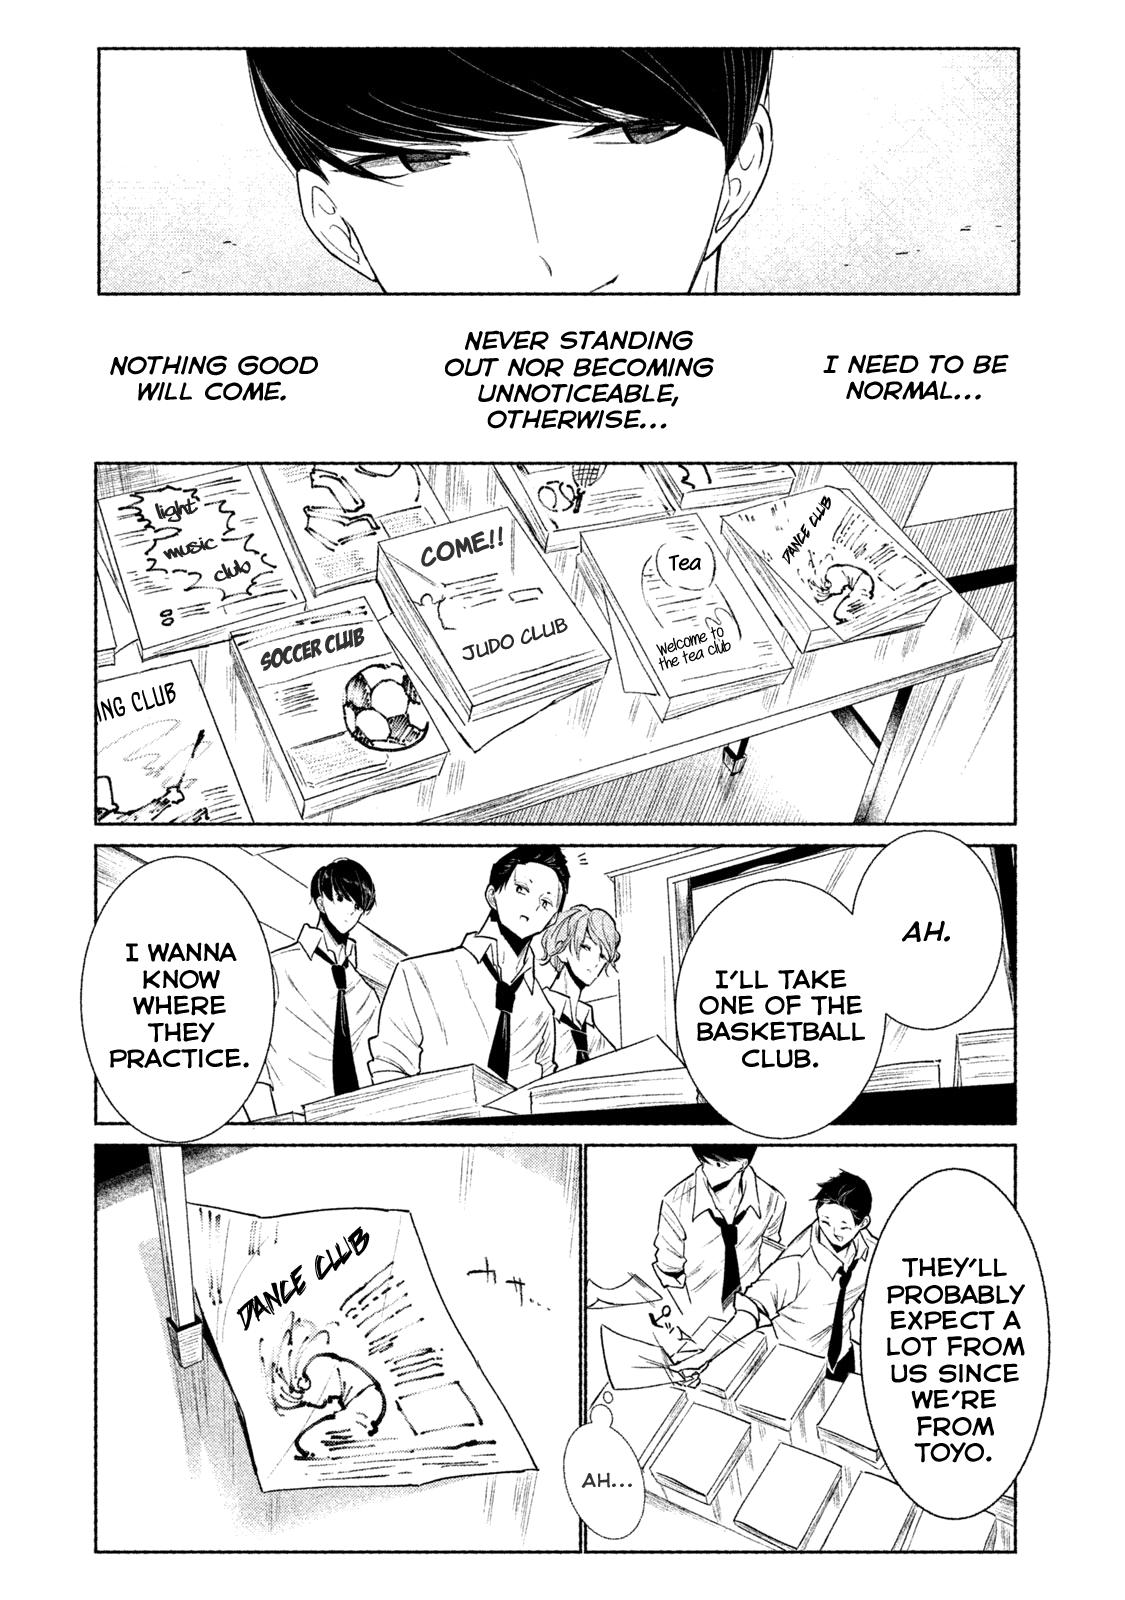 I NEED TO BE
NORMAL...
NEVER STANDING
OUT NOR BECOMING
UNNOTICEABLE,
OTHERWISE...
NOTHING GOOD
WILL COME.
light
music
club
COME!!
JUDO CLUB
Tea
Welcome to
the tea club
DANCE CLUB
SOCCER CLUB
ING CLUB
AH.
I'LL TAKE
ONE OF THE
BASKETBALL
CLUB.
I WANNA
KNOW
WHERE
THEY
PRACTICE.
THEY'LL
PROBABLY
EXPECT A
LOT FROM
US SINCE
WE'RE
FROM
TOYO.
AH...
DANCE CLUB
カサ...